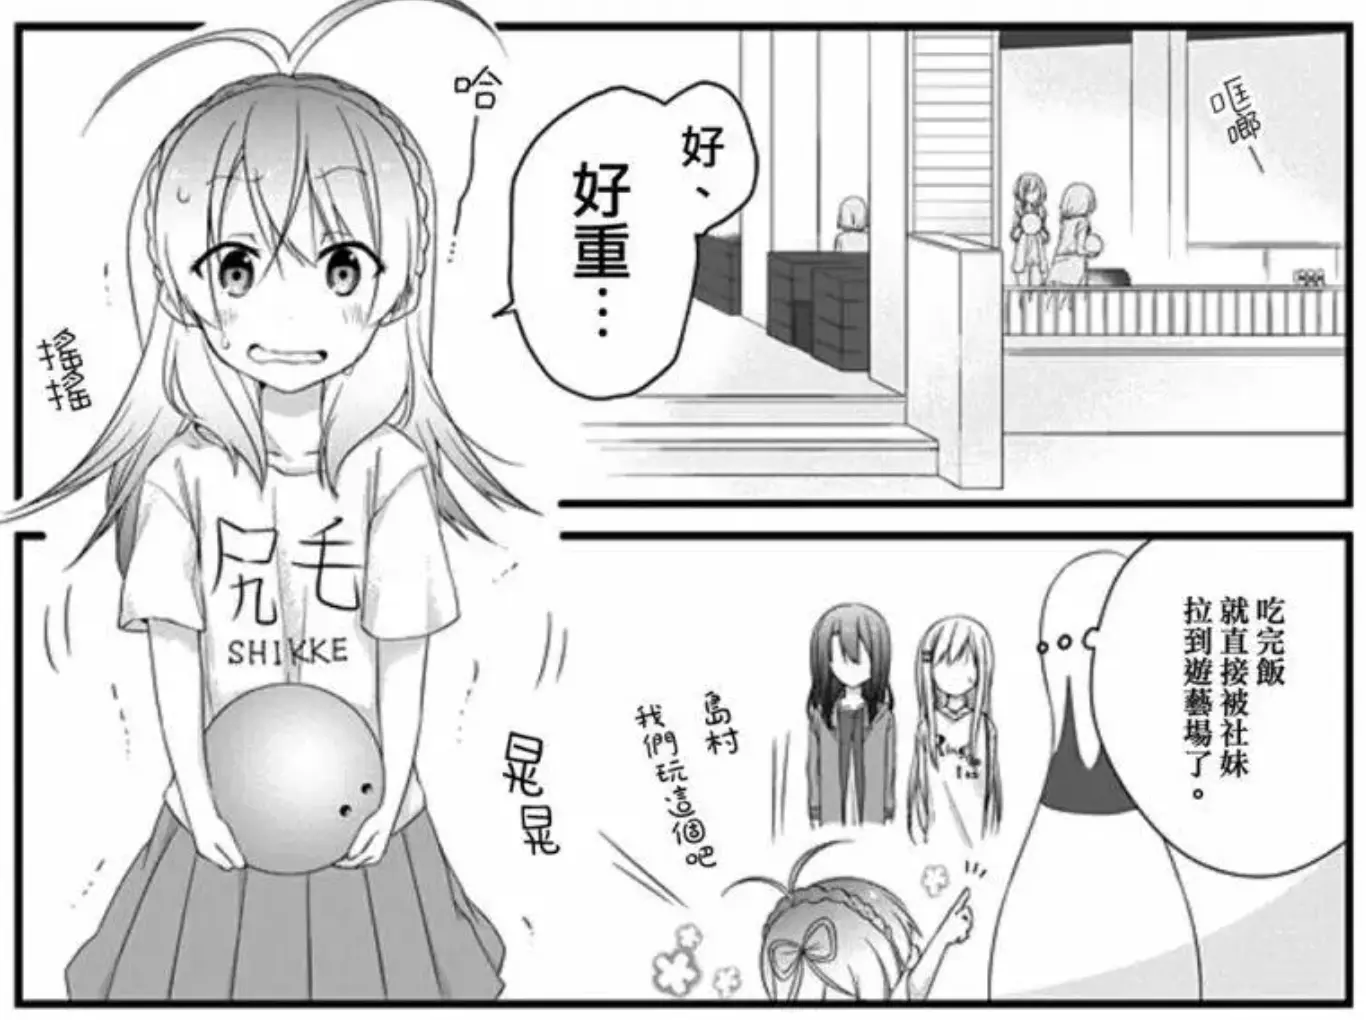 哐啷
好、
好重…
哈
搖搖
尻毛
SHIKKE
晃晃
吃完飯
就直接被社妹
拉到遊藝場了。
島村
我們玩這個吧